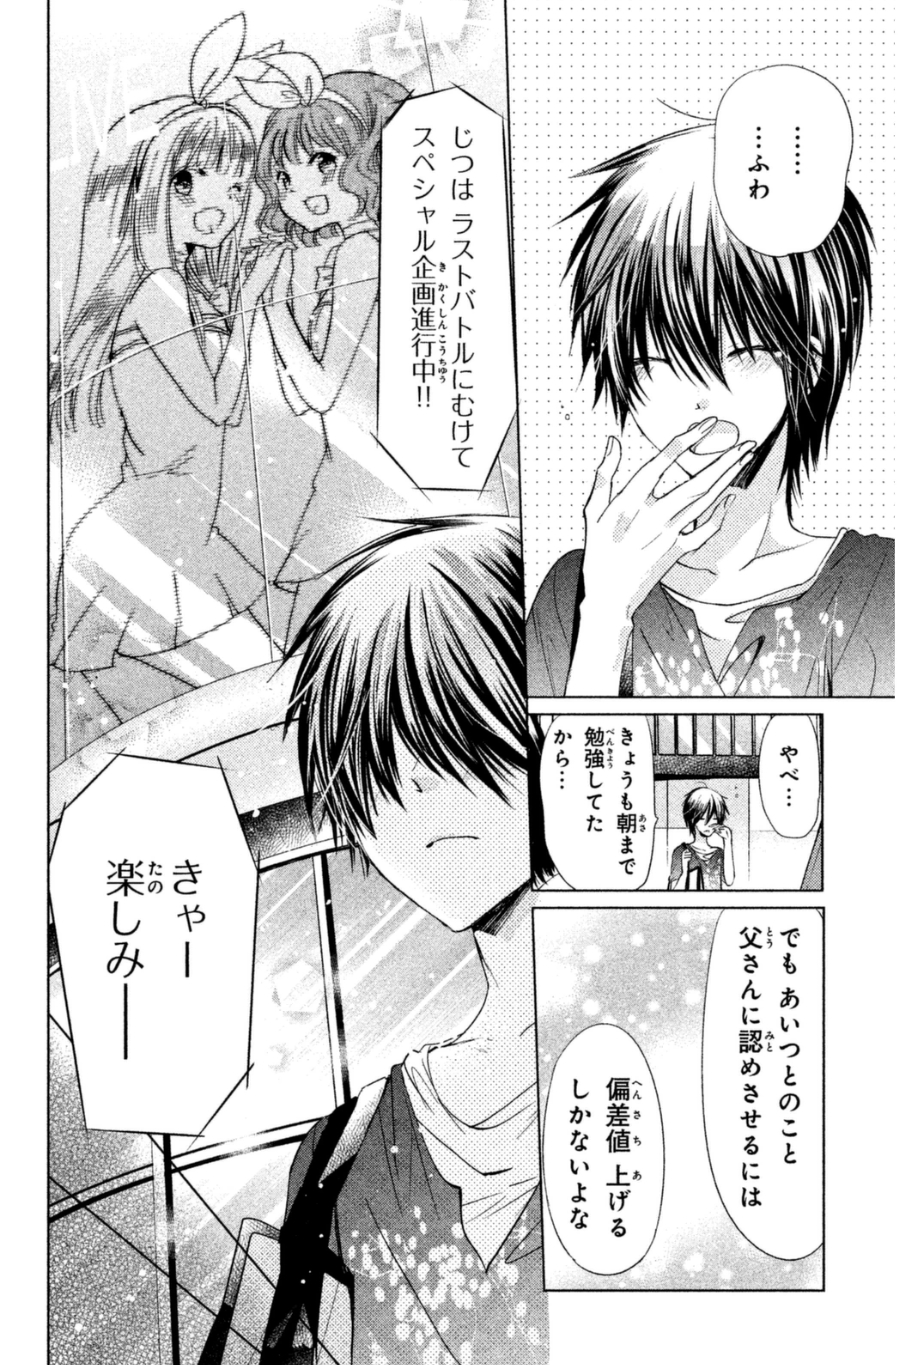 ……
…ふわ
やべ…
きょうも朝まで
勉強してた
から…
でも あいつとのこと
父さんに認めさせるには
偏差値 上げる
しかないよな
LIVE
じつは ラストバトルにむけて
スペシャル企画進行中!!
きゃー
楽しみー